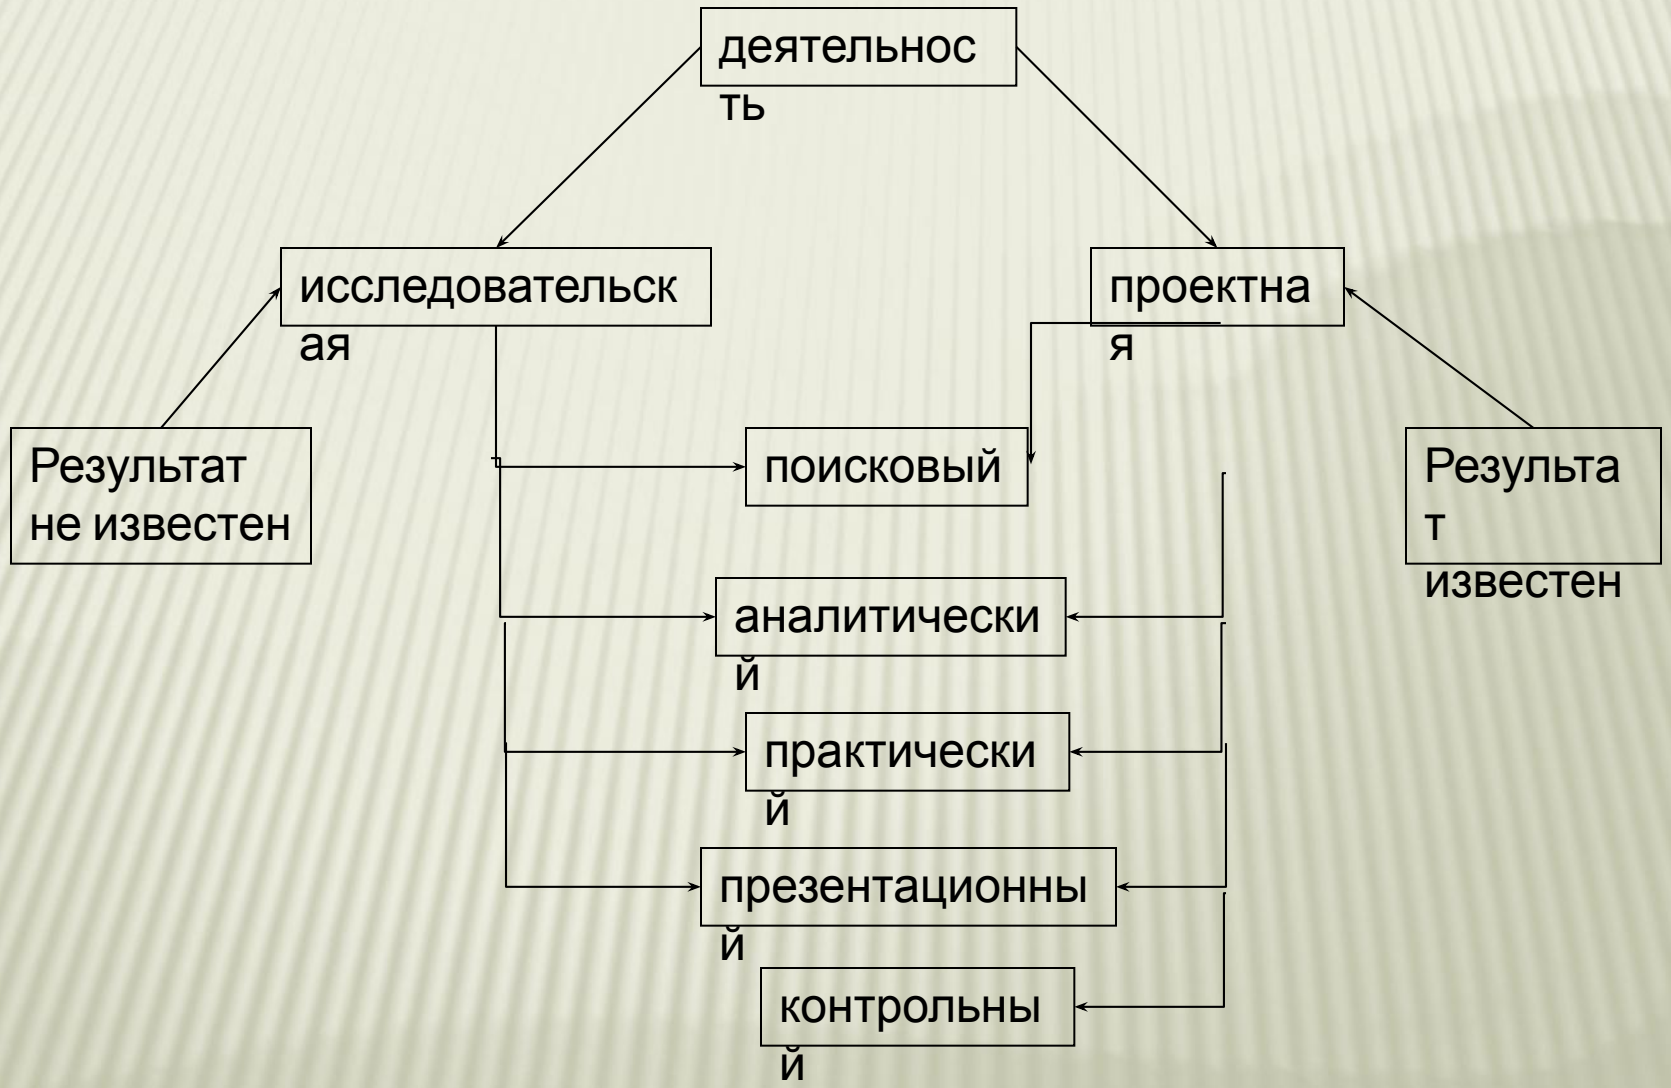 деятельнос
ть
исследовательск
ая
проектна
я
Результат
не известен
поисковый
Результа
т
известен
аналитически
й
практически
й
презентационны
й
контрольны
й